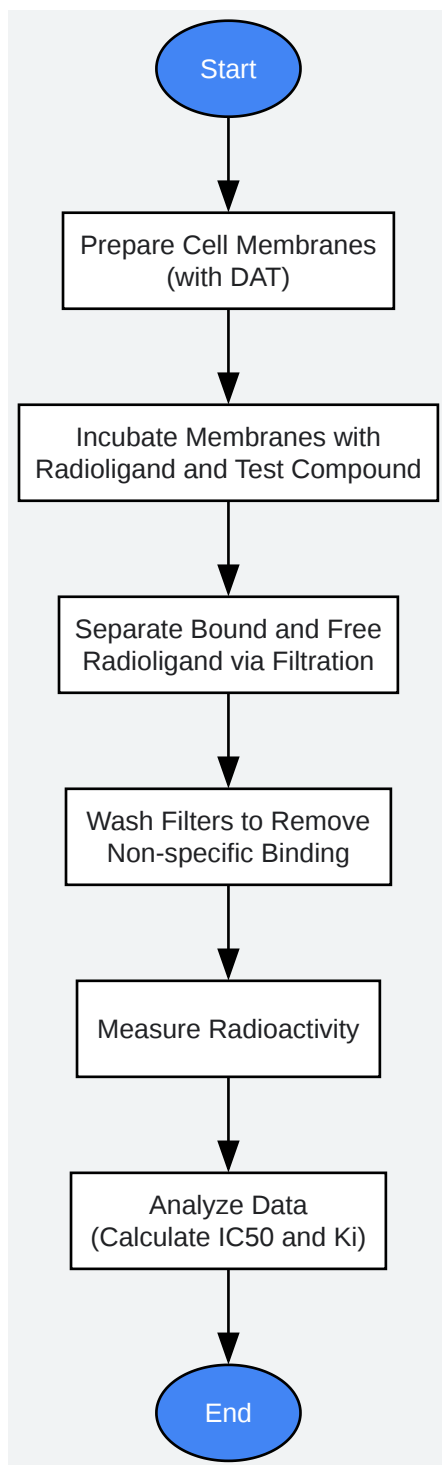 Start
Prepare Cell Membranes
(with DAT)
Incubate Membranes with
Radioligand and Test Compound
Separate Bound and Free
Radioligand via Filtration
Wash Filters to Remove
Non-specific Binding
Measure Radioactivity
Analyze Data
(Calculate IC50 and Ki)
End